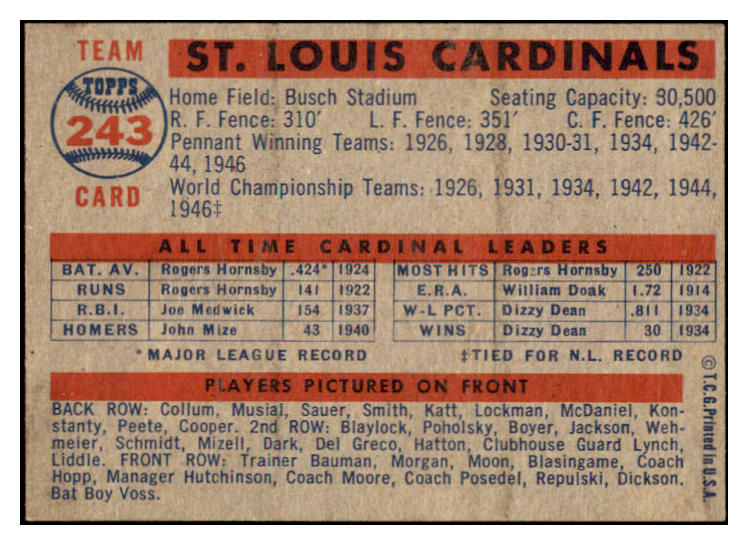 TEAM
TOPPS
243
CARD
ST. LOUIS CARDINALS
Home Field: Busch Stadium Seating Capacity: 30,500
R. F. Fence: 310′ L. F. Fence: 351′ C. F. Fence: 426′
Pennant Winning Teams: 1926, 1928, 1930-31, 1934, 1942-
44, 1946
World Championship Teams: 1926, 1931, 1934, 1942, 1944,
1946‡
ALL TIME CARDINAL LEADERS
BAT. AV. Rogers Hornsby .424* 1924 MOST HITS Rogers Hornsby 250 1922
RUNS Rogers Hornsby 141 1922 E.R.A. William Doak 1.72 1914
R.B.I. Joe Medwick 154 1937 W-L PCT. Dizzy Dean .811 1934
HOMERS John Mize 43 1940 WINS Dizzy Dean 30 1934
*MAJOR LEAGUE RECORD ‡TIED FOR N.L. RECORD
PLAYERS PICTURED ON FRONT
BACK ROW: Collum, Musial, Sauer, Smith, Katt, Lockman, McDaniel, Kon-
stanty, Peete, Cooper. 2nd ROW: Blaylock, Poholsky, Boyer, Jackson, Weh-
meier, Schmidt, Mizell, Dark, Del Greco, Hatton, Clubhouse Guard Lynch,
Liddle. FRONT ROW: Trainer Bauman, Morgan, Moon, Blasingame, Coach
Hopp, Manager Hutchinson, Coach Moore, Coach Posedel, Repulski, Dickson.
Bat Boy Voss.
© T.C.G. Printed in U.S.A.